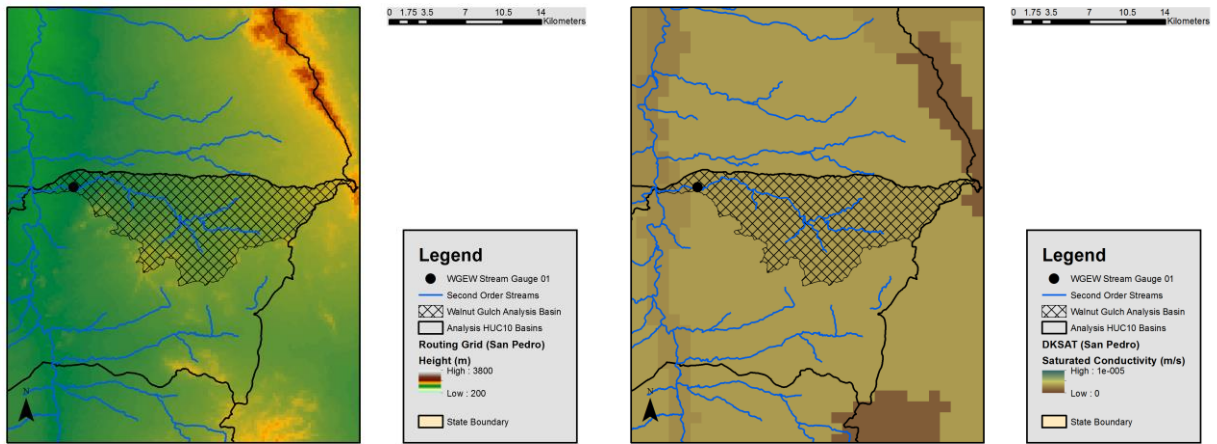 0 1.75 3.5 7 10.5 14
Kilometers
N
Legend
WGEW Stream Gauge 01
Second Order Streams
Walnut Gulch Analysis Basin
Analysis HUC10 Basins
Routing Grid (San Pedro)
Height (m)
High : 3800
Low : 200
State Boundary
0 1.75 3.5 7 10.5 14
Kilometers
N
Legend
WGEW Stream Gauge 01
Second Order Streams
Walnut Gulch Analysis Basin
Analysis HUC10 Basins
DKSAT (San Pedro)
Saturated Conductivity (m/s)
High : 1e-005
Low : 0
State Boundary